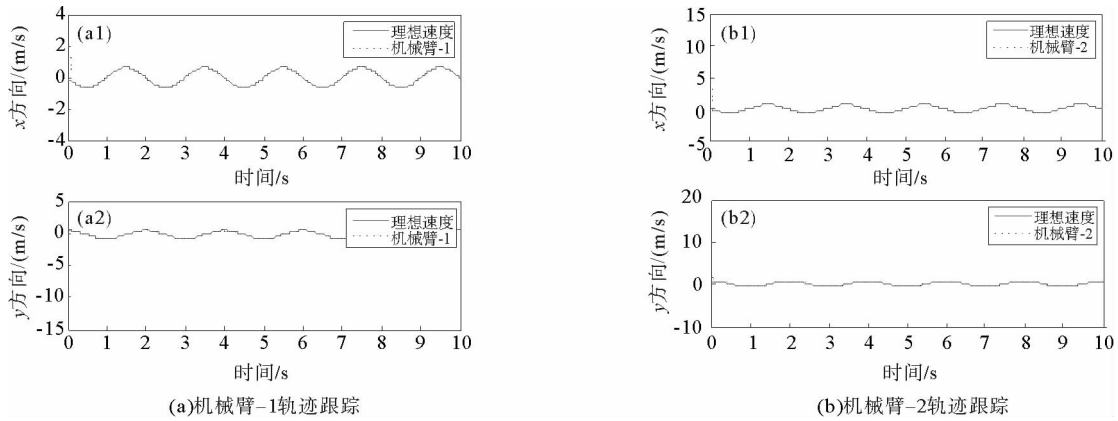 (a1)
理想速度
机械臂-1
x方向/(m/s)
4
2
0
-2
-4
0 1 2 3 4 5 6 7 8 9 10
时间/s
(a2)
理想速度
机械臂-1
y方向/(m/s)
5
0
-5
-10
-15
0 1 2 3 4 5 6 7 8 9 10
时间/s
(a)机械臂-1轨迹跟踪
(b1)
理想速度
机械臂-2
x方向/(m/s)
15
10
5
0
-5
0 1 2 3 4 5 6 7 8 9 10
时间/s
(b2)
理想速度
机械臂-2
y方向/(m/s)
20
10
0
-10
0 1 2 3 4 5 6 7 8 9 10
时间/s
(b)机械臂-2轨迹跟踪